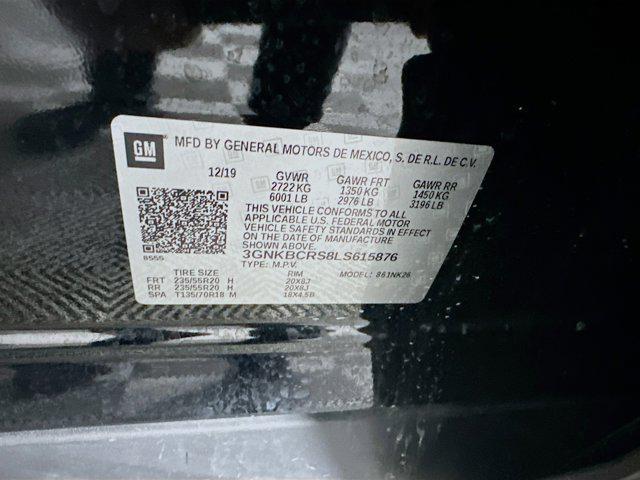 GM
MFD BY GENERAL MOTORS DE MEXICO, S. DE R.L. DE C.V.
12/19 GVWR GAWR FRT GAWR RR
2722 KG 1350 KG 1450 KG
6001 LB 2976 LB 3196 LB
THIS VEHICLE CONFORMS TO ALL
APPLICABLE U.S. FEDERAL MOTOR
VEHICLE SAFETY STANDARDS IN EFFECT
ON THE DATE OF MANUFACTURE SHOWN ABOVE.
8555 3GNKBCRS8LS615876
TYPE: M.P.V. MODEL: 861NK26
TIRE SIZE RIM
FRT 235/55R20 H 20X8J
RR 235/55R20 H 20X8J
SPA T135/70R18 M 18X4.5B